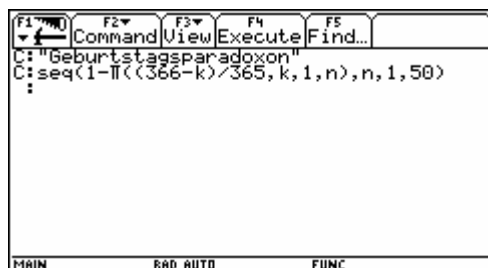 F1 F2▾ F3▾ F4 F5
Command View Execute Find...
C:"Geburtstagsparadoxon"
C:seq(1-Π((366-k)/365,k,1,n),n,1,50)
:
MAIN RAD AUTO FUNC